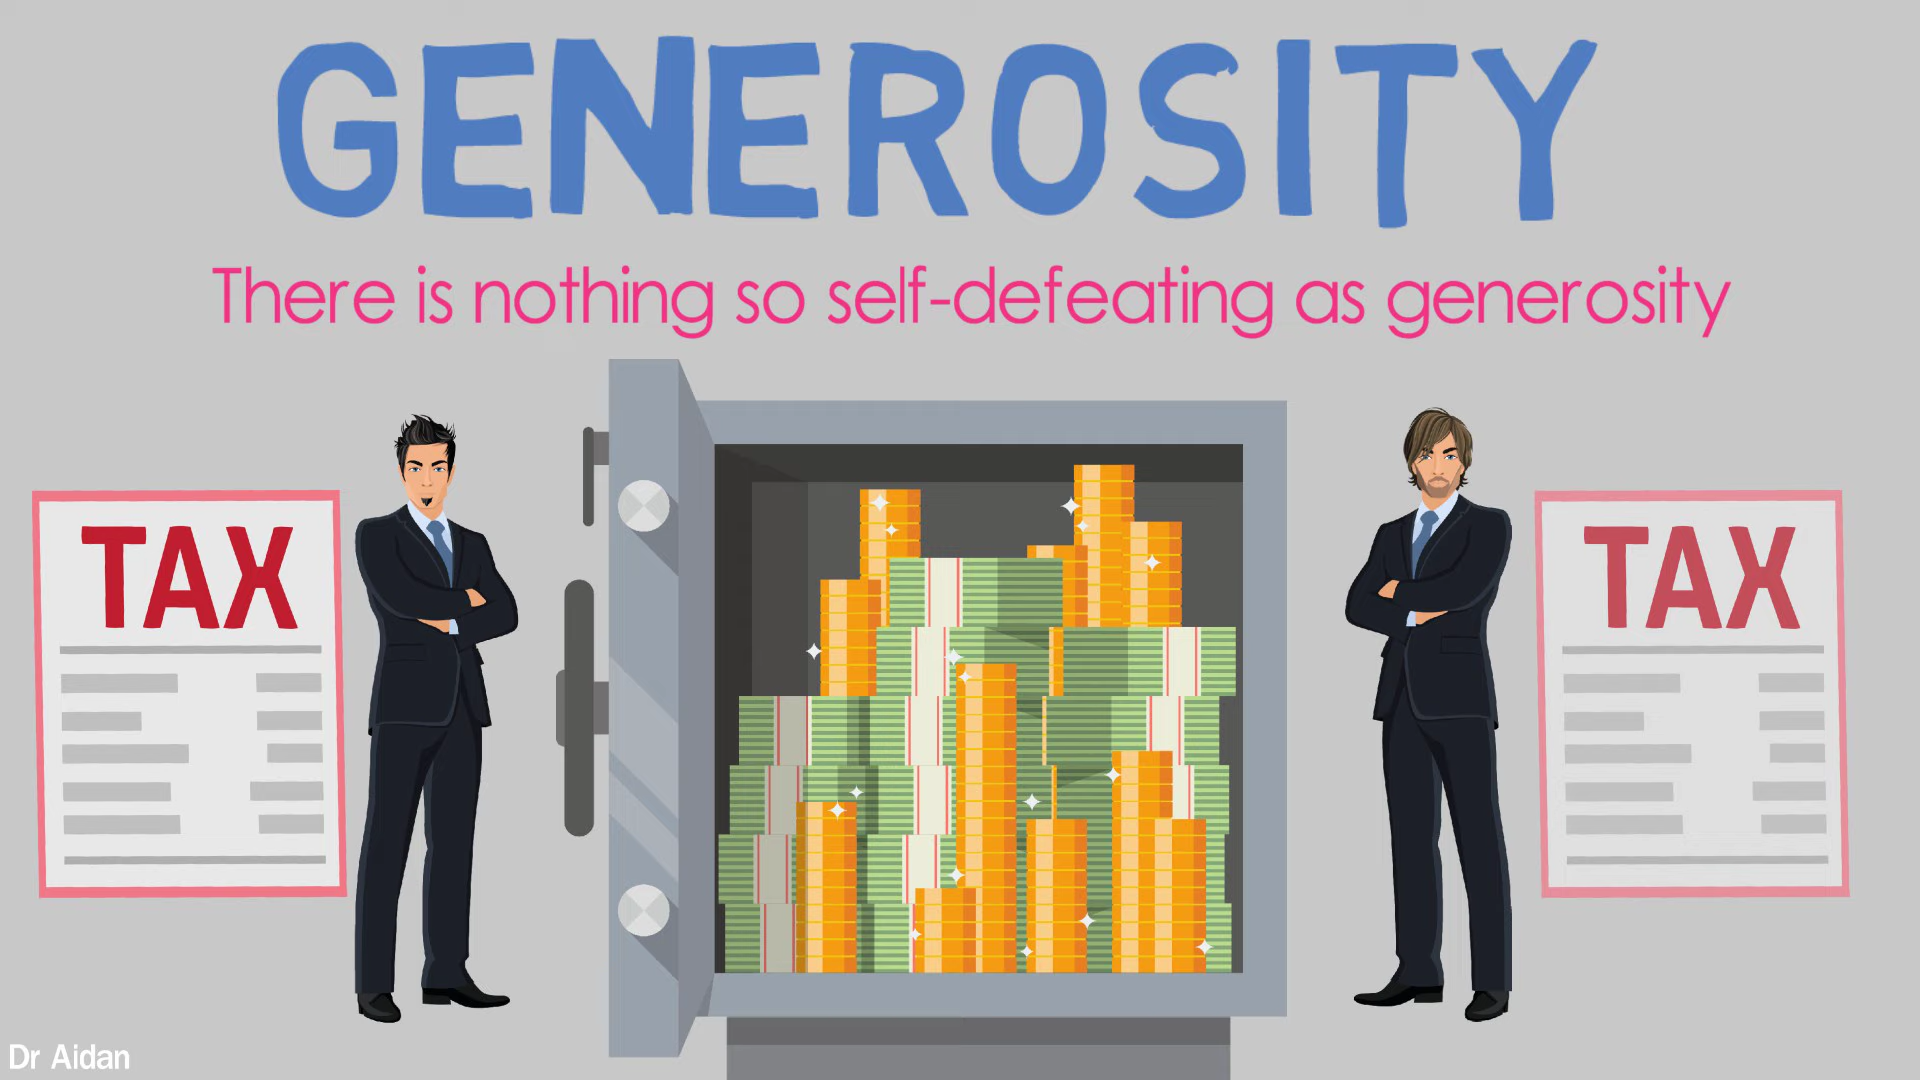 GENEROSITY
There is nothing so self-defeating as generosity
TAX
TAX
Dr Aidan